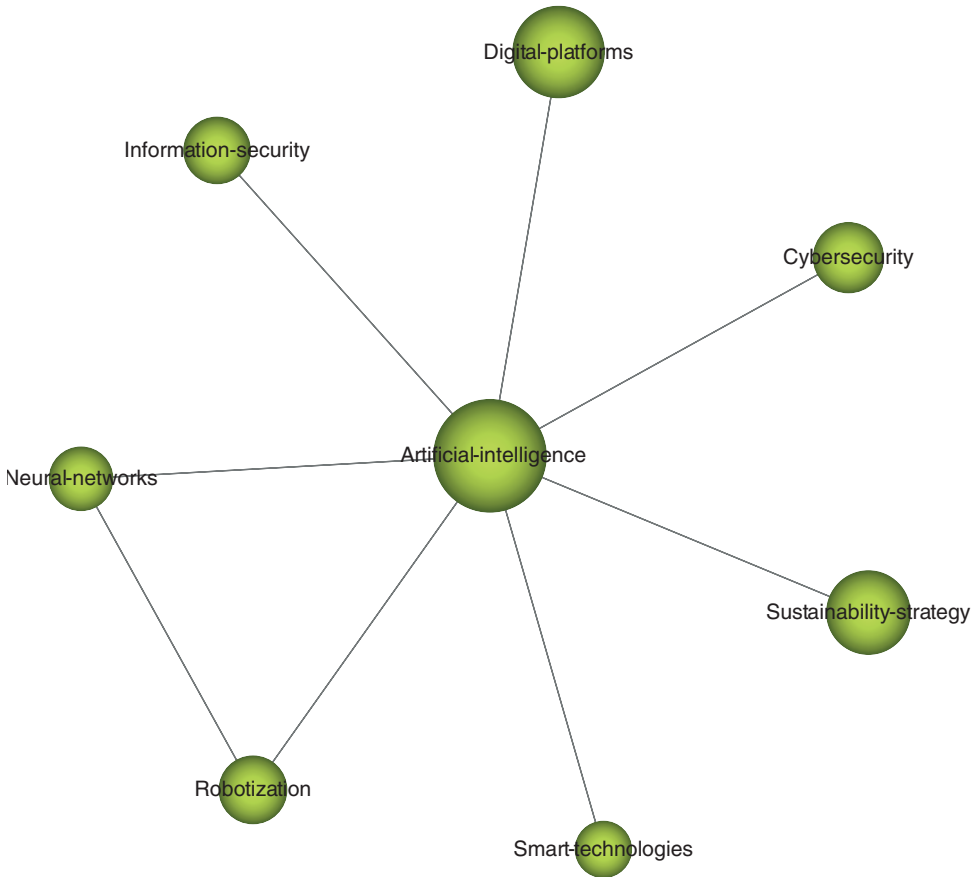 Digital-platforms
Information-security
Cybersecurity
Artificial-intelligence
Neural-networks
Sustainability-strategy
Robotization
Smart-technologies